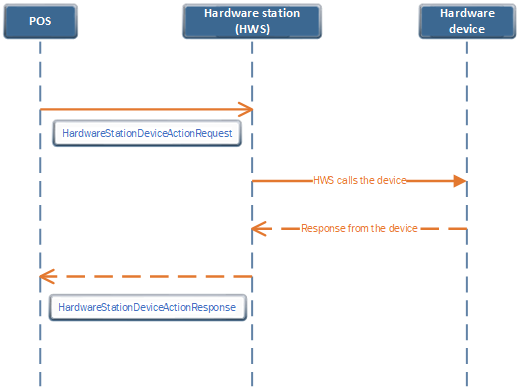 POS
Hardware station
(HWS)
Hardware
device
HardwareStationDeviceActionRequest
HWS calls the device
Response from the device
HardwareStationDeviceActionResponse